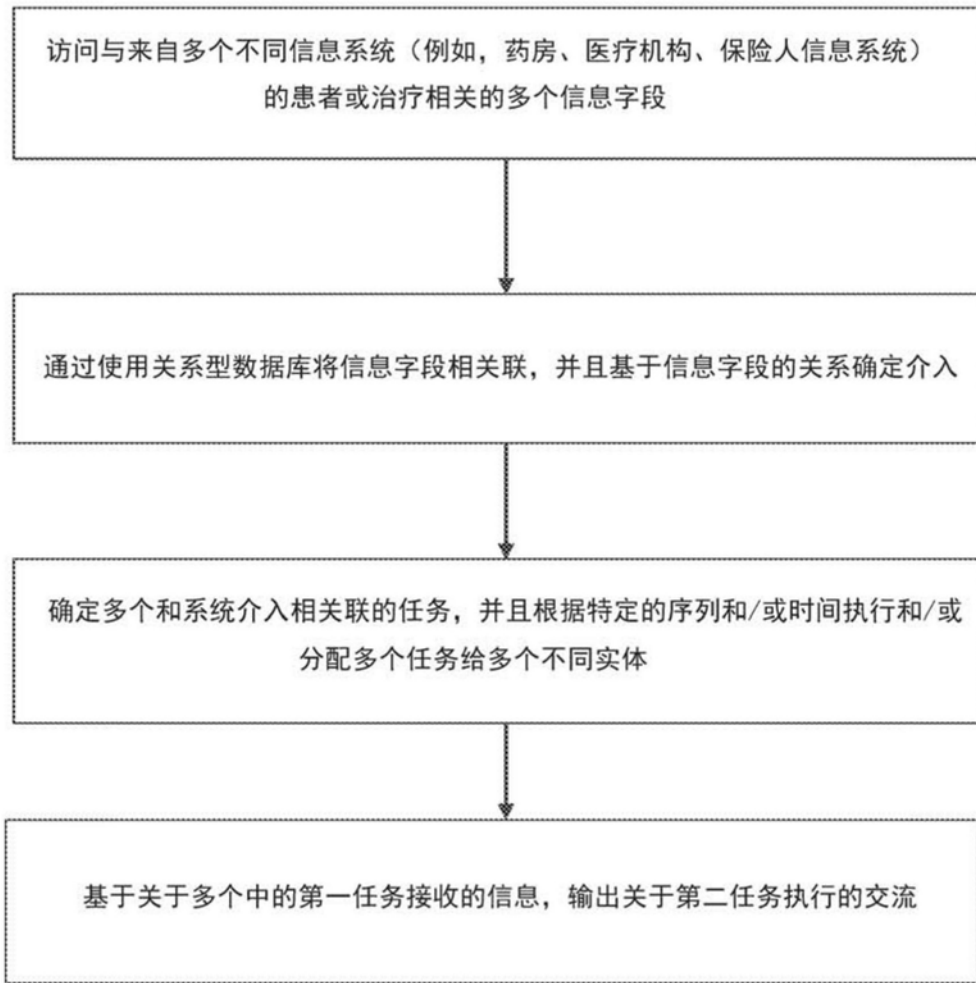 访问与来自多个不同信息系统（例如，药房、医疗机构、保险人信息系统）
的患者或治疗相关的多个信息字段
通过使用关系型数据库将信息字段相关联，并且基于信息字段的关系确定介入
确定多个和系统介入相关联的任务，并且根据特定的序列和/或时间执行和/或
分配多个任务给多个不同实体
基于关于多个中的第一任务接收的信息，输出关于第二任务执行的交流